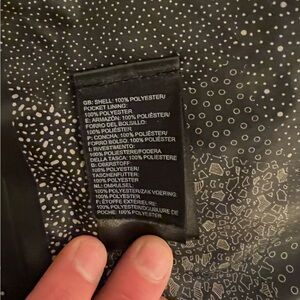 GB: SHELL: 100% POLYESTER/
POCKET LINING:
100% POLYESTER
E: ARMAZÓN: 100% POLIÉSTER/
FORRO DEL BOLSILLO:
100% POLIÉSTER
P: CONCHA: 100% POLIÉSTER/
FORRO BOLSO: 100% POLIÉSTER
I: RIVESTIMENTO:
100% POLIESTERE/FODERA
DELLA TASCA: 100% POLIESTERE
D: OBERSTOFF:
100% POLYESTER/
TASCHENFUTTER:
100% POLYESTER
NL: OMHULSEL:
100% POLYESTER/ZAKVOERING:
100% POLYESTER
F: ÉTOFFE EXTÉRIEURE:
100% POLYESTER/DOUBLURE DE
POCHE: 100% POLYESTER